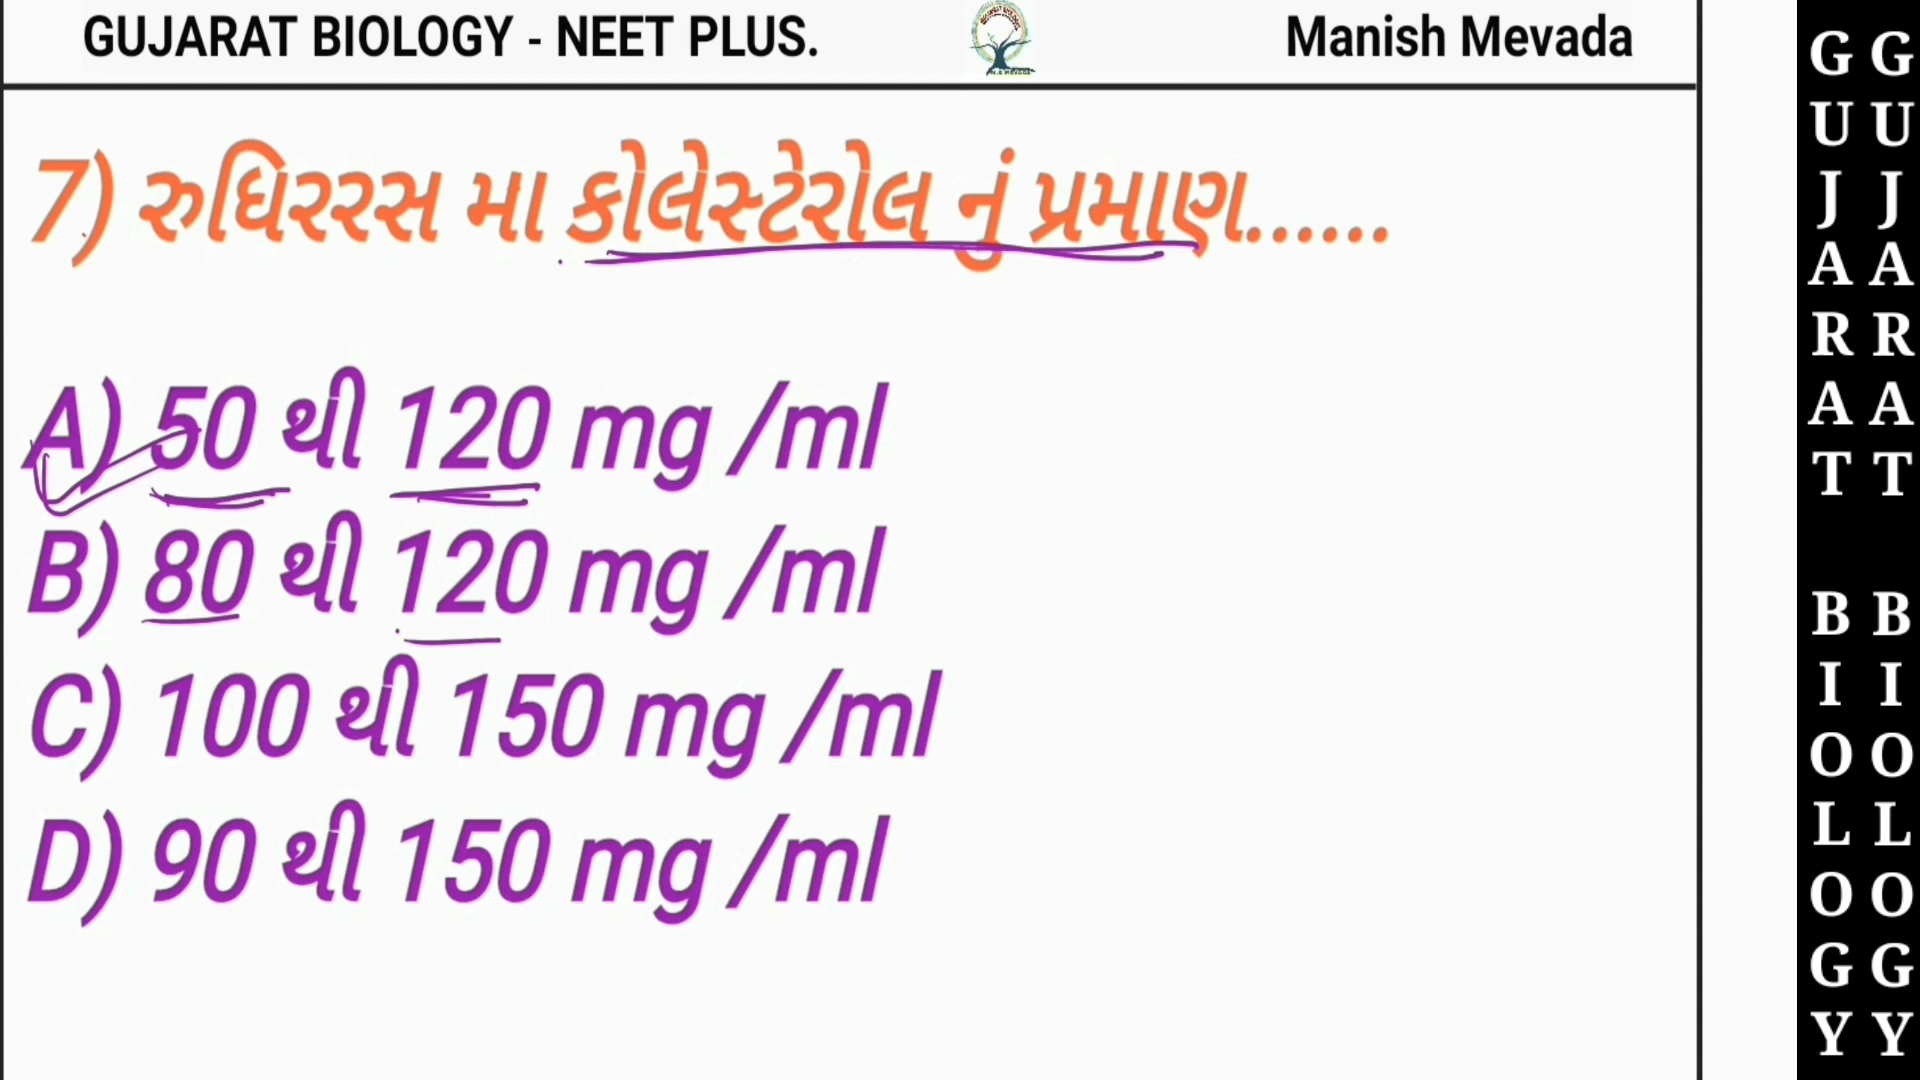 GUJARAT BIOLOGY - NEET PLUS.
Manish Mevada
7) રુધિરરસ મા કોલેસ્ટેરોલ નું પ્રમાણ......
A) 50 થી 120 mg /ml
B) 80 થી 120 mg /ml
C) 100 થી 150 mg /ml
D) 90 થી 150 mg /ml
GUJARAT BIOLOGY
GUJARAT BIOLOGY